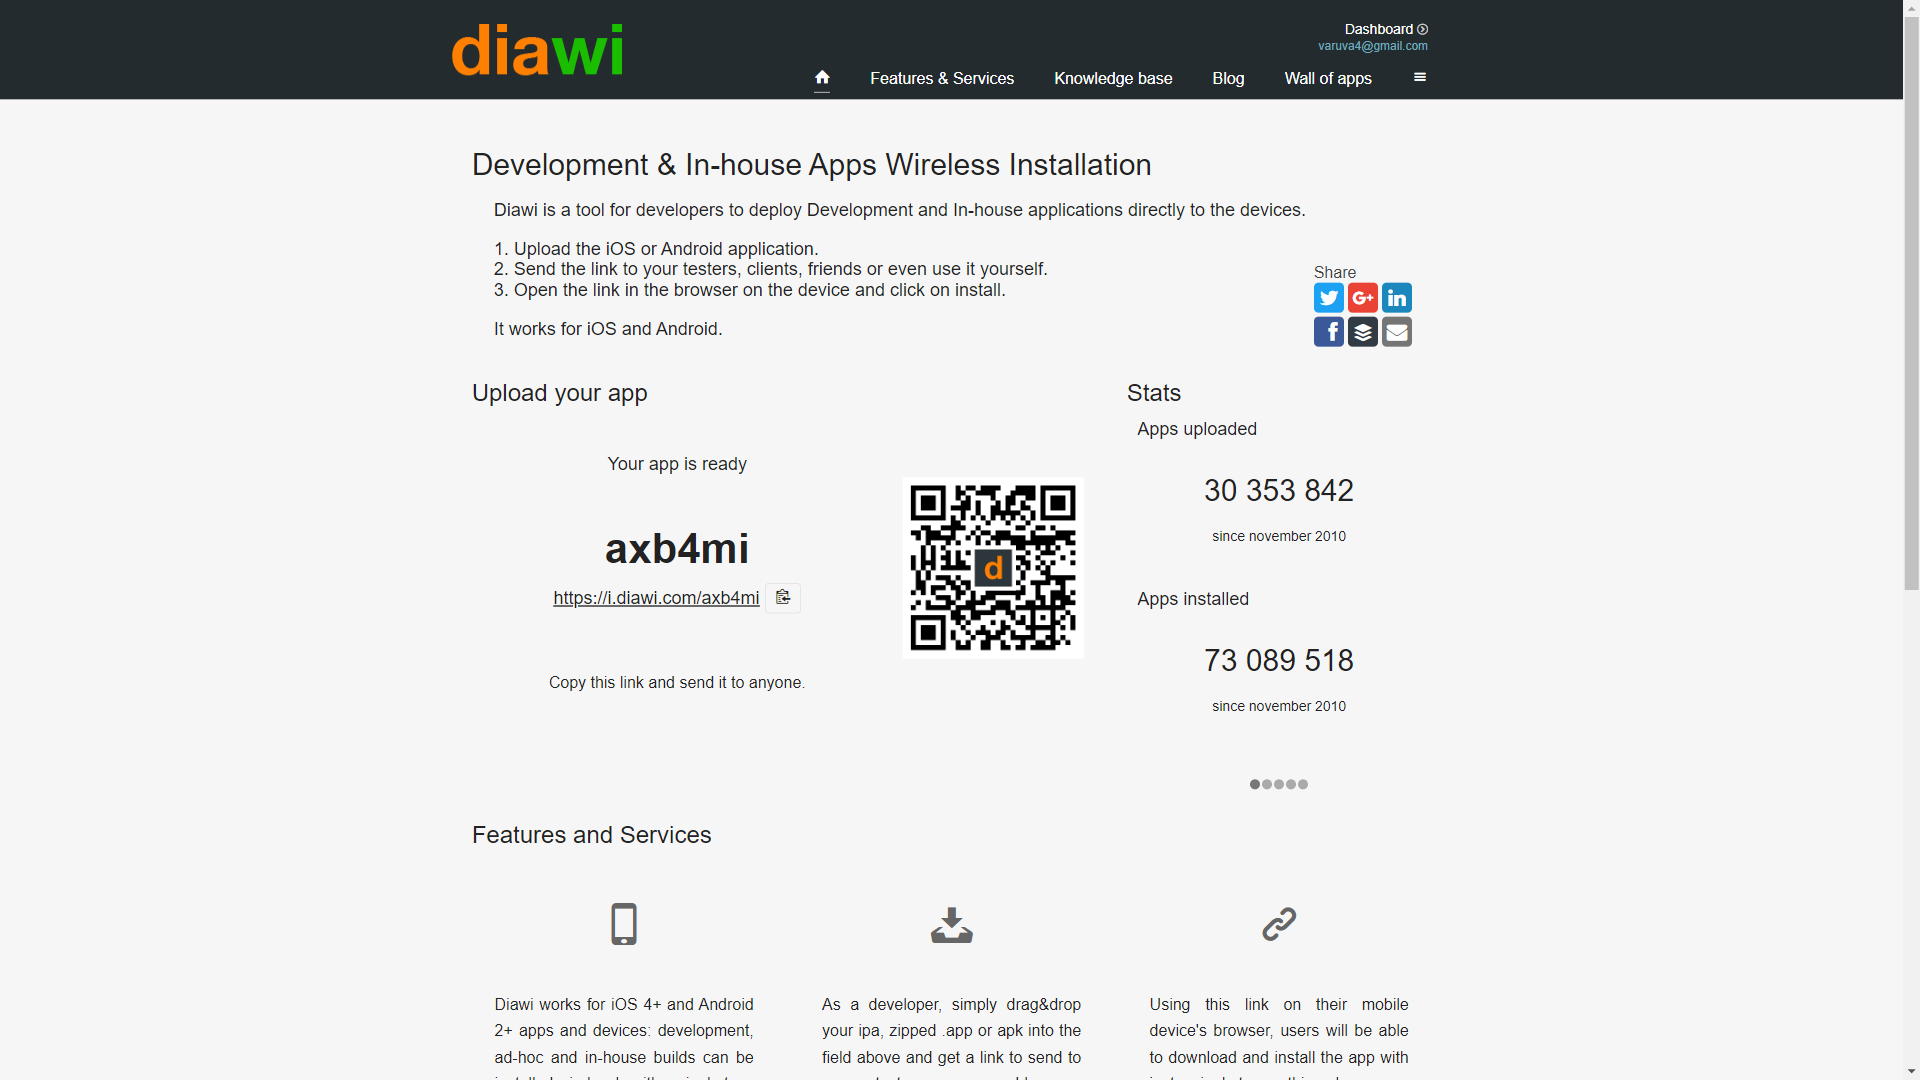 diawi
Dashboard
varuva4@gmail.com
Features & Services
Knowledge base
Blog
Wall of apps
Development & In-house Apps Wireless Installation
Diawi is a tool for developers to deploy Development and In-house applications directly to the devices.
1. Upload the iOS or Android application.
2. Send the link to your testers, clients, friends or even use it yourself.
3. Open the link in the browser on the device and click on install.
It works for iOS and Android.
Share
Upload your app
Your app is ready
axb4mi
https://i.diawi.com/axb4mi
Copy this link and send it to anyone.
d
Stats
Apps uploaded
30 353 842
since november 2010
Apps installed
73 089 518
since november 2010
Features and Services
Diawi works for iOS 4+ and Android
2+ apps and devices: development,
ad-hoc and in-house builds can be
As a developer, simply drag&drop
your ipa, zipped .app or apk into the
field above and get a link to send to
Using this link on their mobile
device's browser, users will be able
to download and install the app with